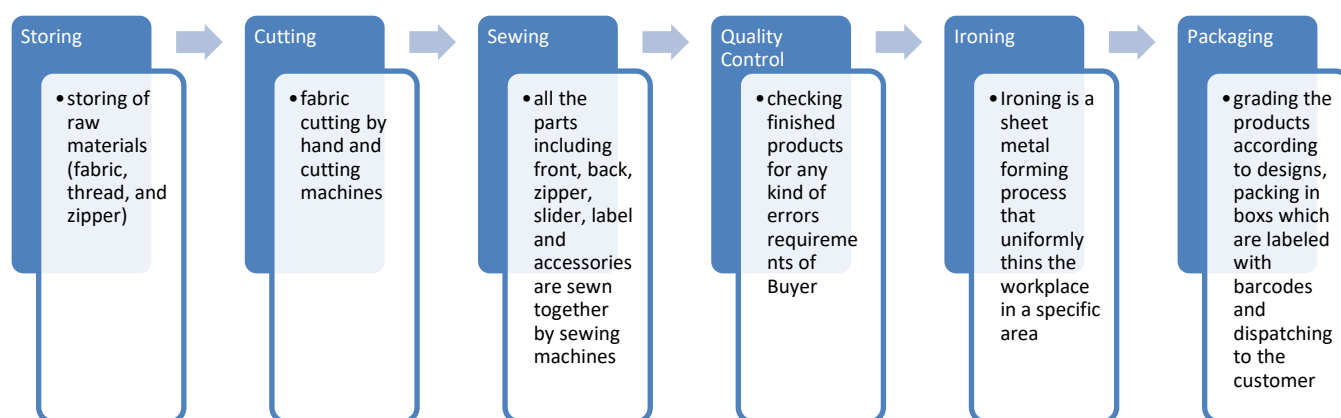 Storing
•storing of
raw
materials
(fabric,
thread, and
zipper)
Cutting
•fabric
cutting by
hand and
cutting
machines
Sewing
•all the
parts
including
front, back,
zipper,
slider, label
and
accessories
are sewn
together
by sewing
machines
Quality
Control
•checking
finished
products
for any
kind of
errors
requireme
nts of
Buyer
Ironing
•Ironing is a
sheet
metal
forming
process
that
uniformly
thins the
workplace
in a specific
area
Packaging
•grading the
products
according
to designs,
packing in
boxs which
are labeled
with
barcodes
and
dispatching
to the
customer